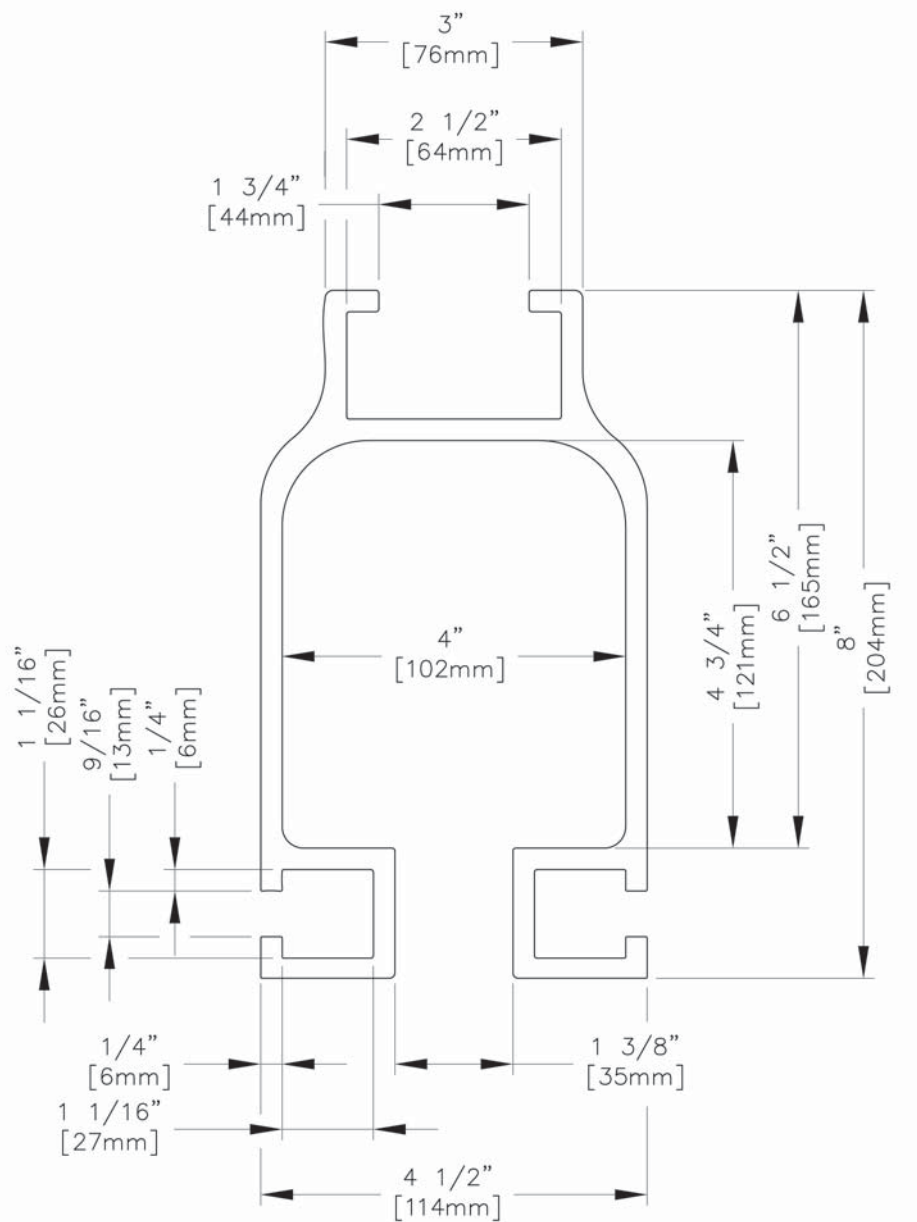 3”
[76mm]
2 1/2”
[64mm]
1 3/4”
[44mm]
4”
[102mm]
4 3/4”
[121mm]
6 1/2”
[165mm]
8”
[204mm]
1 1/16”
[26mm]
9/16”
[13mm]
1/4”
[6mm]
1/4”
[6mm]
1 3/8”
[35mm]
1 1/16”
[27mm]
4 1/2”
[114mm]